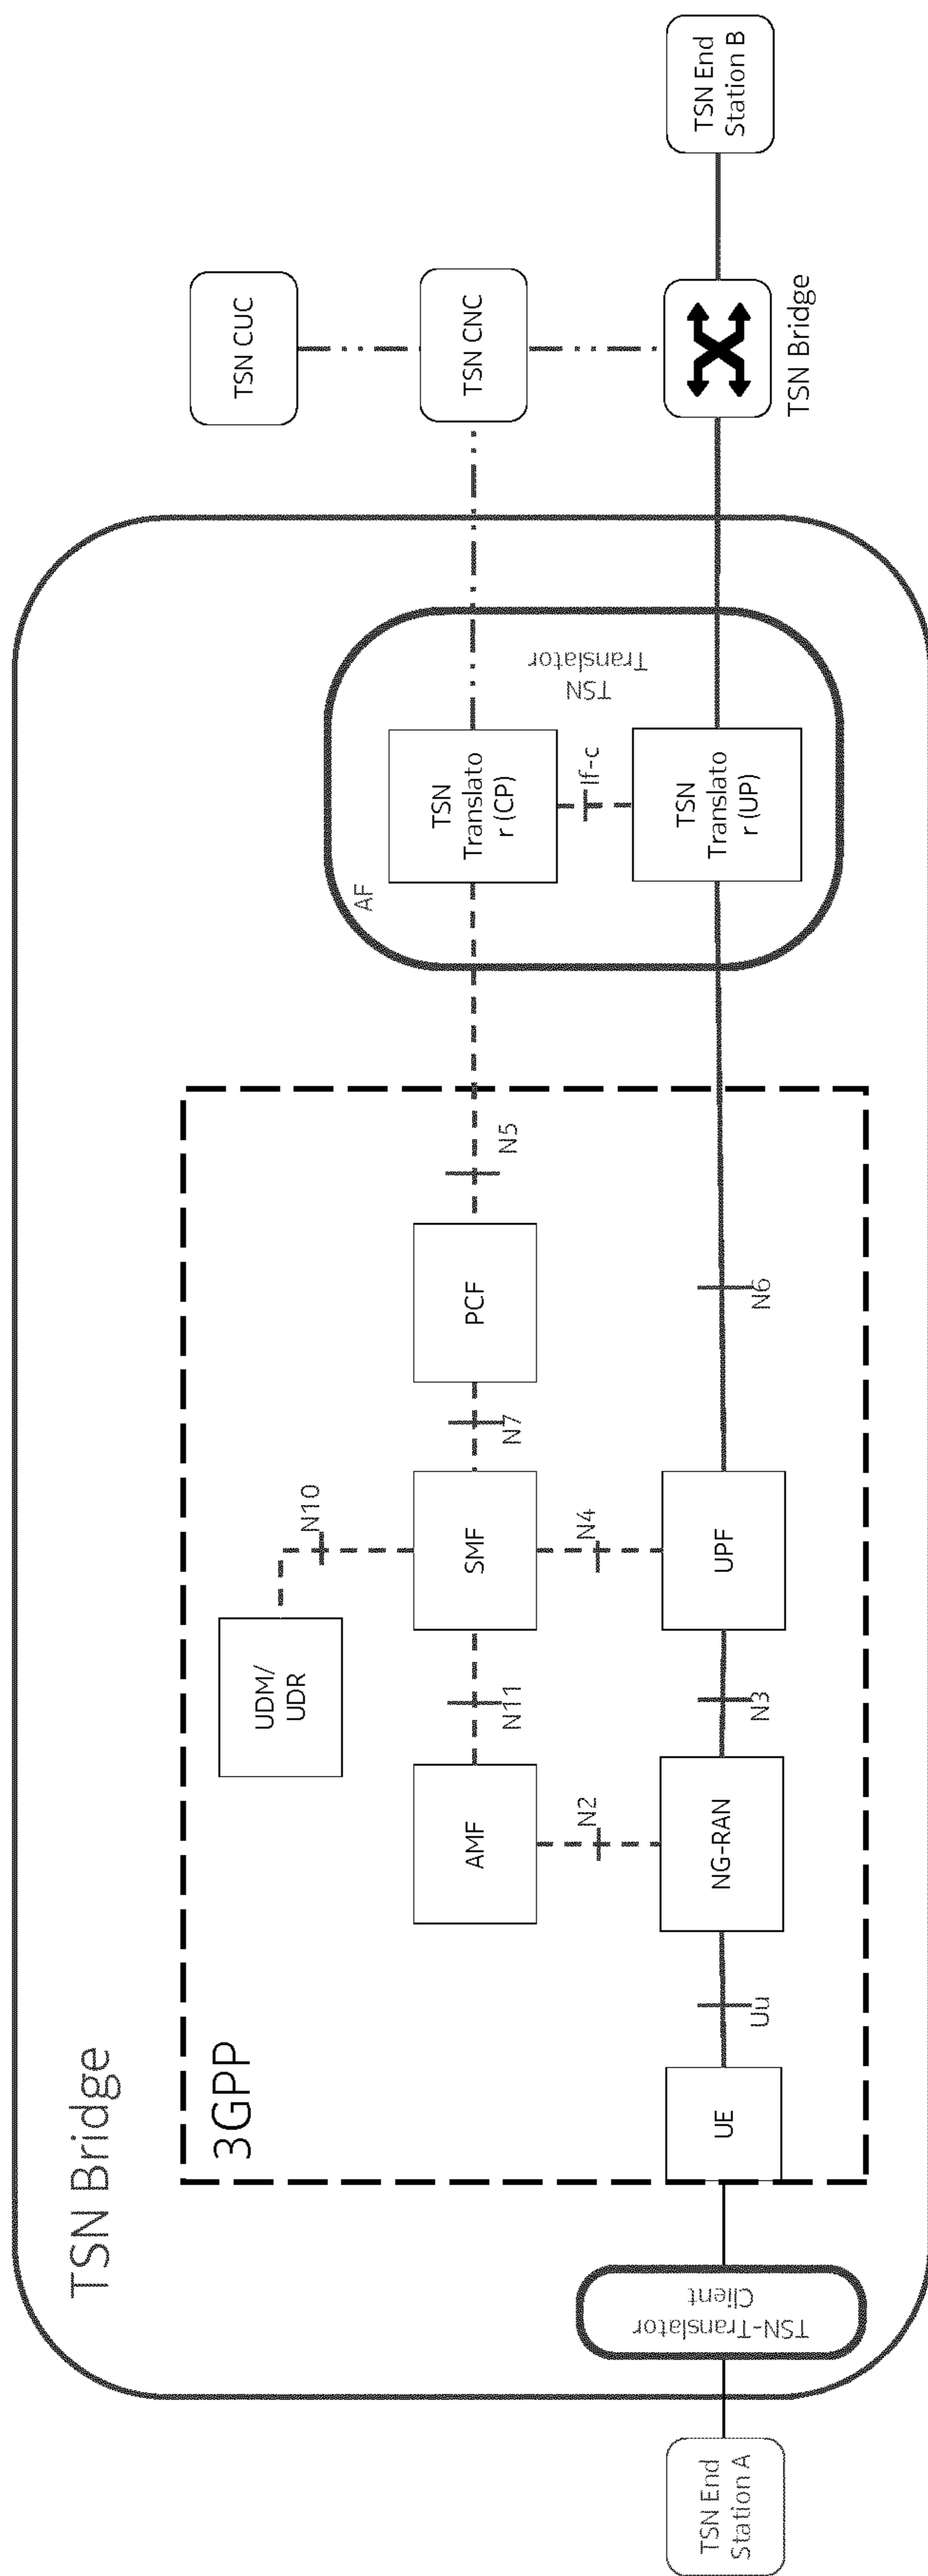 TSN Bridge
3GPP
TSN End
Station A
TSN-Translator
Client
UE
Uu
NG-RAN
N2
AMF
N3
N11
UDM/
UDR
N10
SMF
N4
UPF
N7
PCF
N5
N6
AF
TSN
Translato
r (CP)
If-c
TSN
Translato
r (UP)
TSN
Translator
TSN CUC
TSN CNC
TSN Bridge
TSN End
Station B